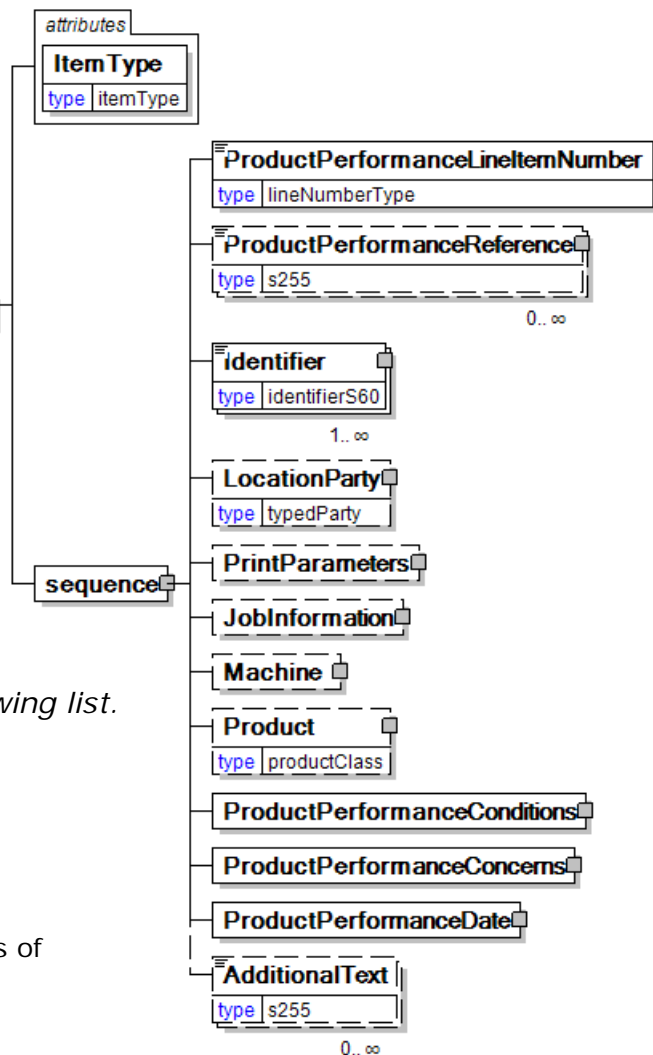 attributes
ItemType
type itemType
ProductPerformanceLineItemNumber
type lineNumberType
ProductPerformanceReference
type s255
0.. ∞
Identifier
type identifierS60
1.. ∞
LocationParty
type typedParty
PrintParameters
sequence
JobInformation
Machine
wing list.
Product
type productClass
ProductPerformanceConditions
ProductPerformanceConcerns
ProductPerformanceDate
s of
AdditionalText
type s255
0.. ∞